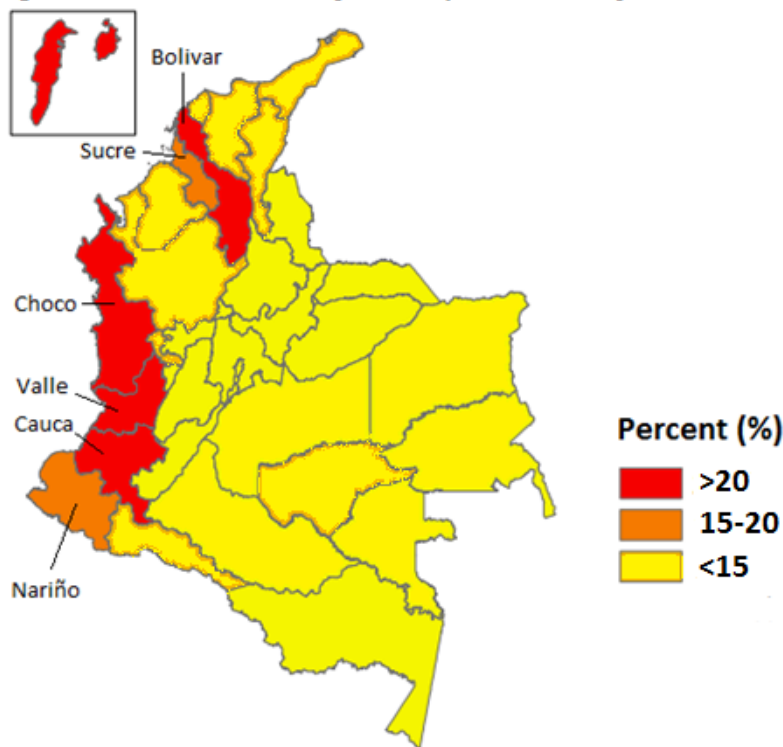 Bolivar
Sucre
Choco
Valle
Cauca
Nariño
Percent (%)
>20
15-20
<15